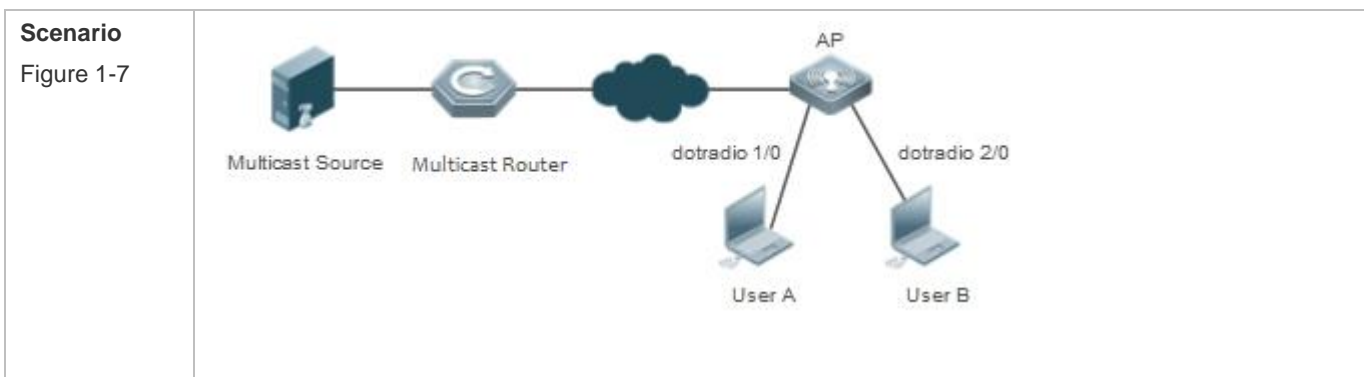 Scenario
Figure 1-7
AP
Multicast Source
Multicast Router
dotradio 1/0
dotradio 2/0
User A
User B